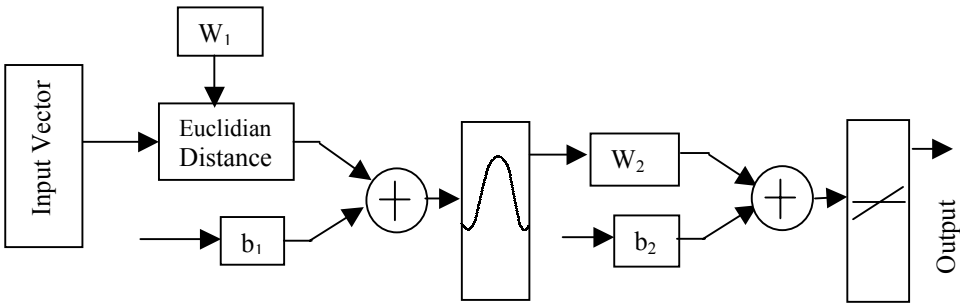 W₁
Input Vector
Euclidian
Distance
b₁
W₂
b₂
Output